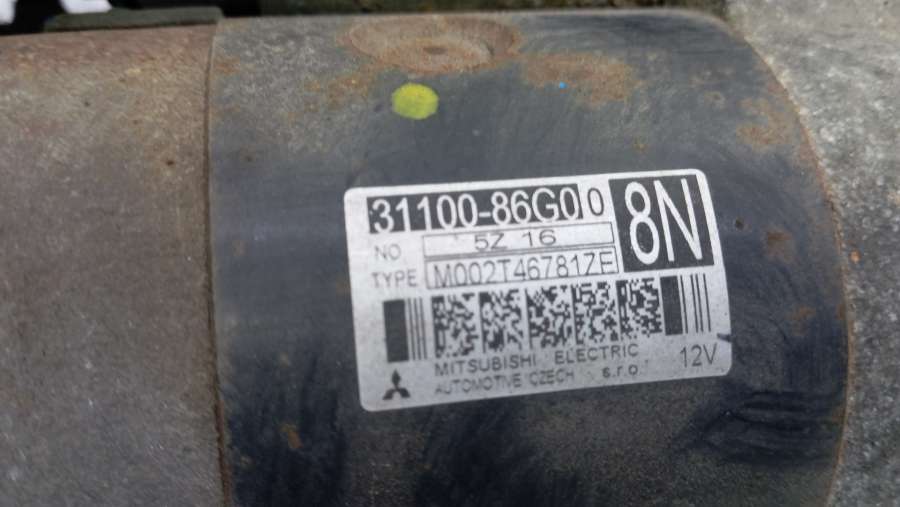 31100-86G00
8N
NO 5Z 16
TYPE M002T46781ZE
MITSUBISHI ELECTRIC
AUTOMOTIVE CZECH s.r.o.
12V